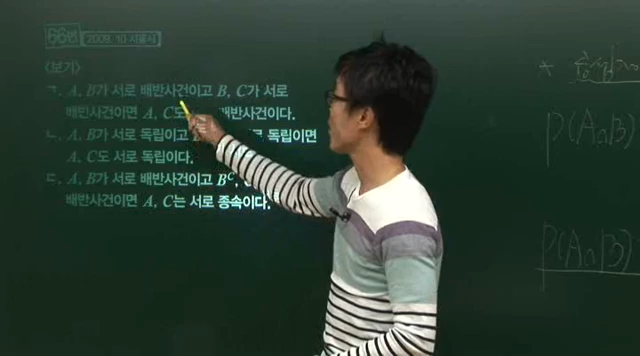 66번 2009. 10 서울시
<보기>
ㄱ. A, B가 서로 배반사건이고 B, C가 서로
배반사건이면 A, C도 배반사건이다.
ㄴ. A, B가 서로 독립이고 독립이면
A, C도 서로 독립이다.
ㄷ. A, B가 서로 배반사건이고 Bᶜ,
배반사건이면 A, C는 서로 종속이다.
*
P(A∩B)
P(A∩B)